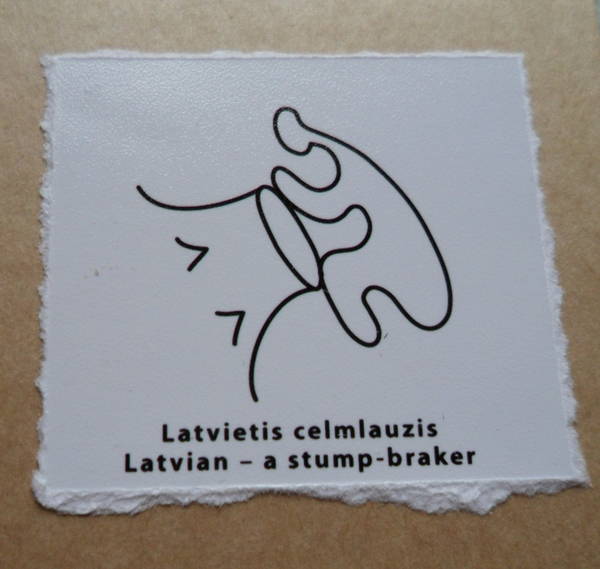 Latvietis celmlauzis
Latvian – a stump-braker